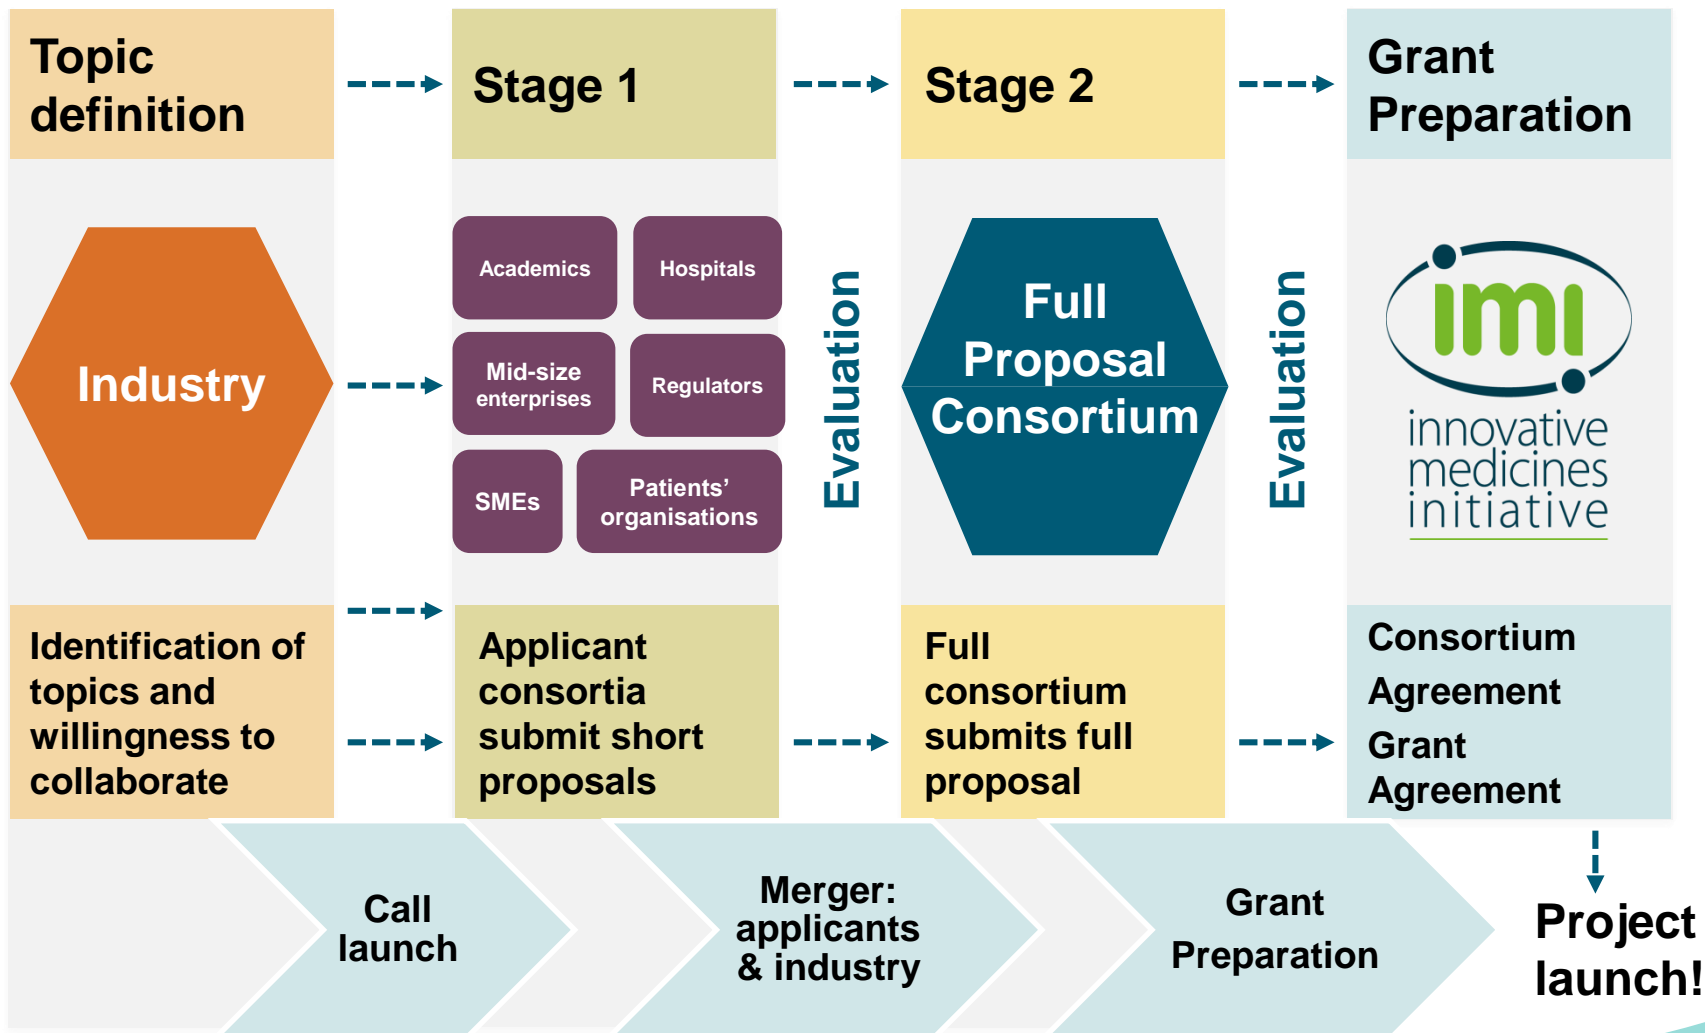 Topic
definition
Stage 1
Stage 2
Grant
Preparation
Industry
Academics
Hospitals
Mid-size
enterprises
Regulators
SMEs
Patients’
organisations
Evaluation
Full
Proposal
Consortium
Evaluation
imi
innovative
medicines
initiative
Identification of
topics and
willingness to
collaborate
Applicant
consortia
submit short
proposals
Full
consortium
submits full
proposal
Consortium
Agreement
Grant
Agreement
Call
launch
Merger:
applicants
& industry
Grant
Preparation
Project
launch!